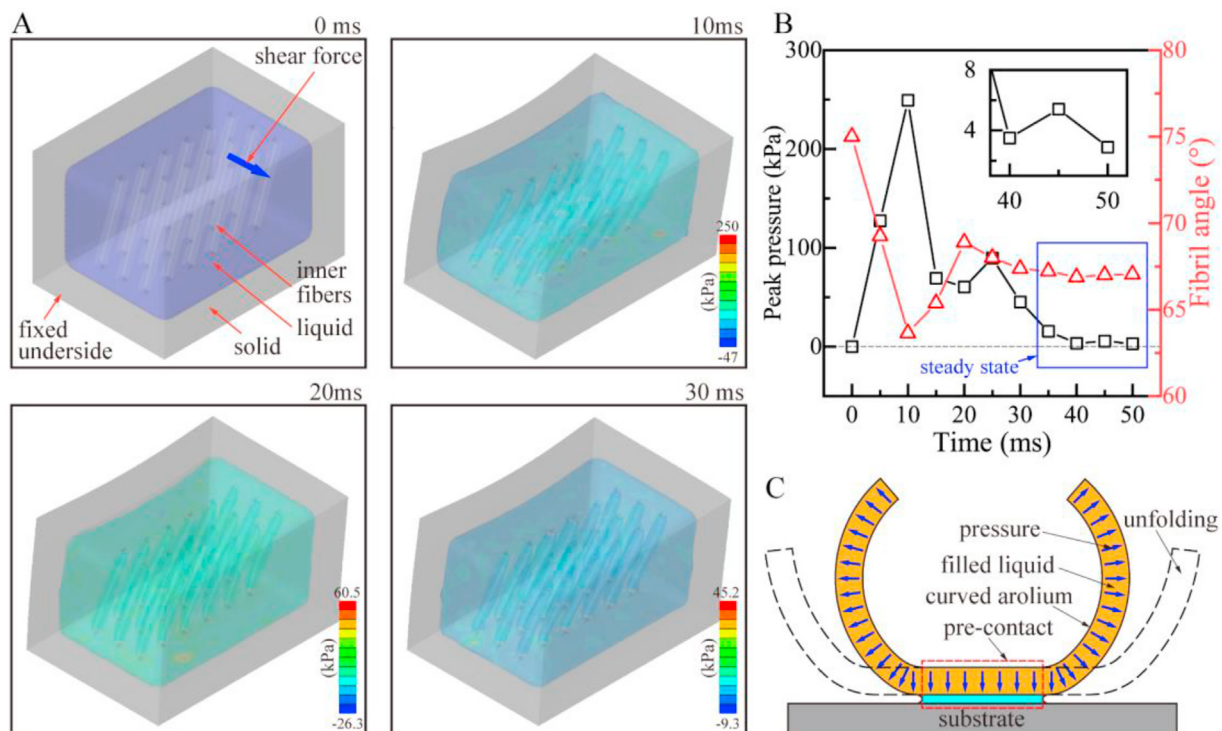 A
0 ms
shear force
inner
fibers
liquid
fixed
underside
solid
10ms
250
(kPa)
-47
20ms
60.5
(kPa)
-26.3
30 ms
45.2
(kPa)
-9.3
B
300
200
100
0
Peak pressure (kPa)
8
4
40
50
80
75
70
65
60
Fibril angle (°)
steady state
0
10
20
30
40
50
Time (ms)
C
pressure
unfolding
filled liquid
curved arolium
pre-contact
substrate